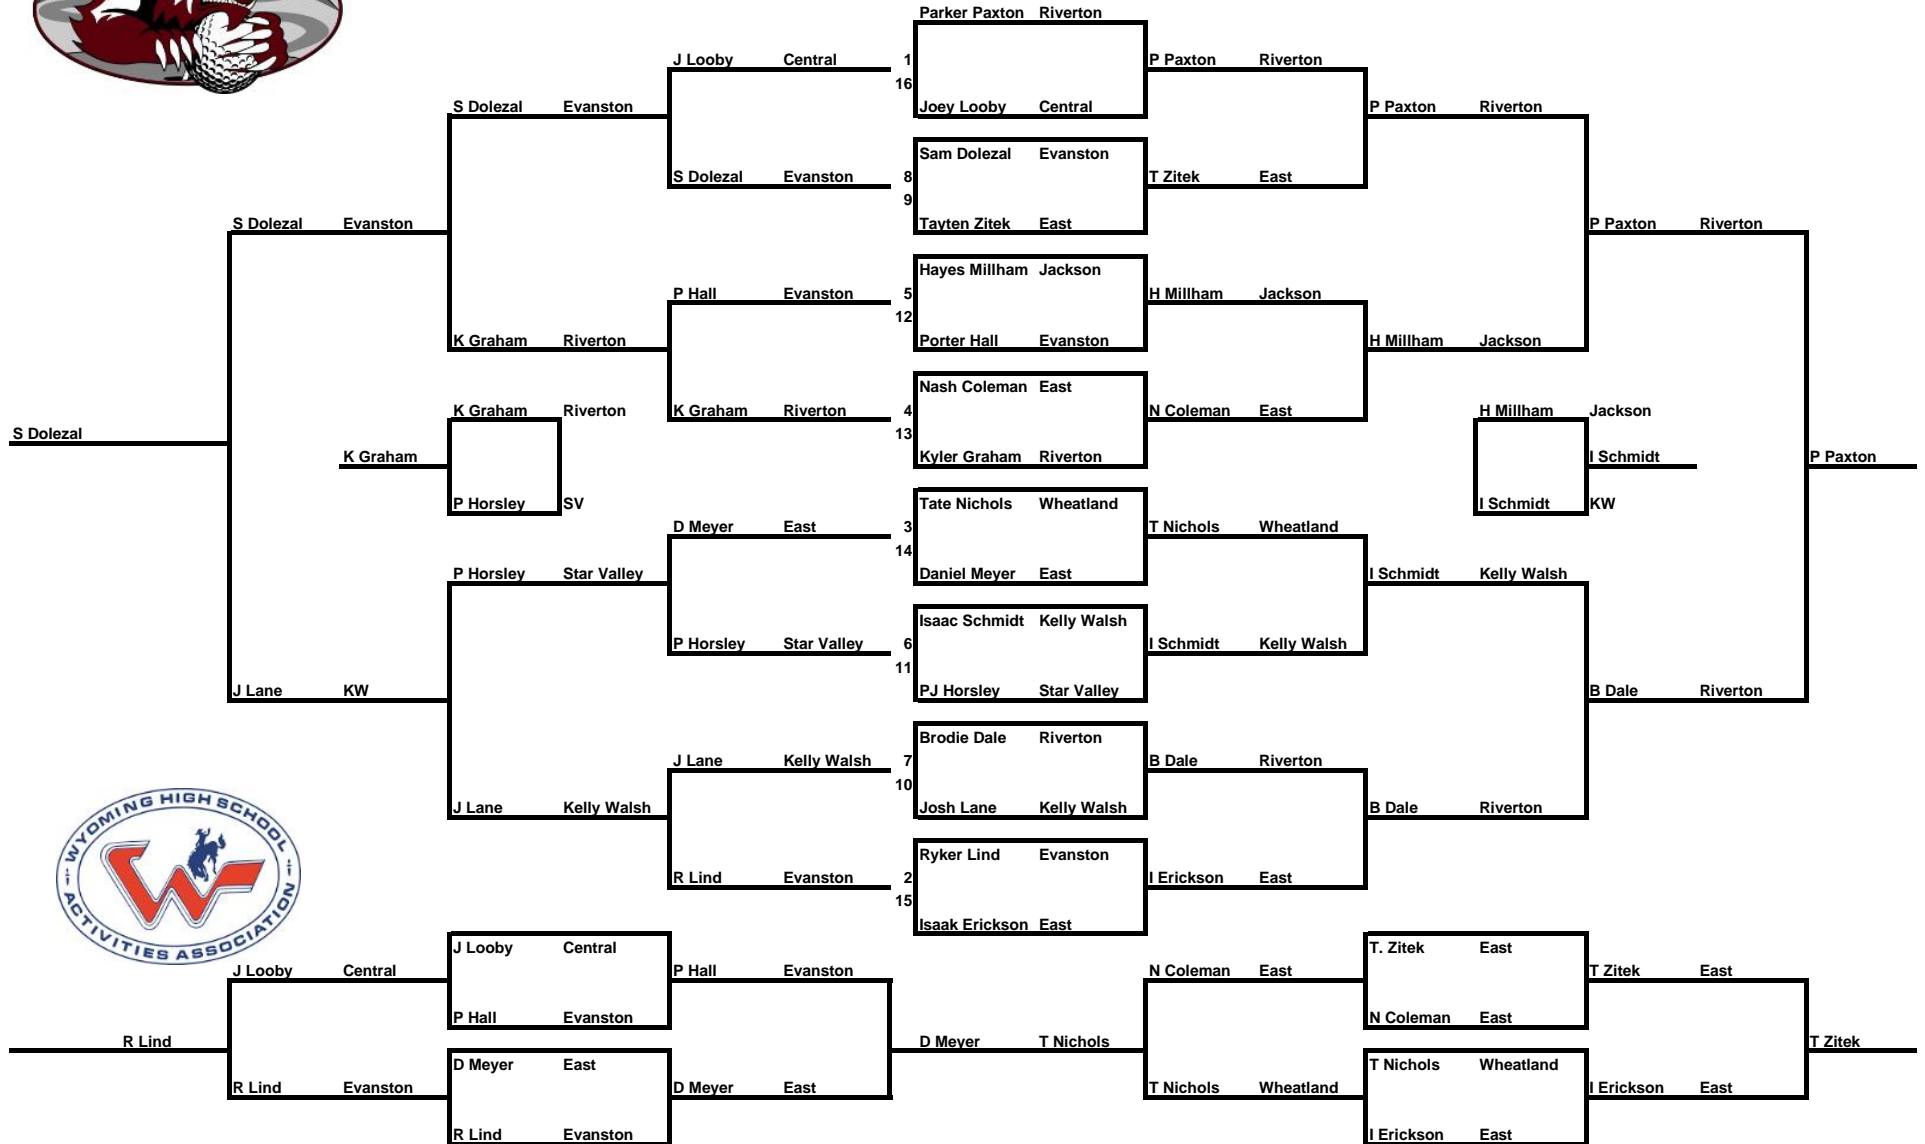 Parker Paxton Riverton
J Looby Central 1 P Paxton Riverton
16
S Dolezal Evanston Joey Looby Central P Paxton Riverton
Sam Dolezal Evanston
S Dolezal Evanston 8 T Zitek East
9
S Dolezal Evanston Tayten Zitek East P Paxton Riverton
Hayes Millham Jackson
P Hall Evanston 5 H Millham Jackson
12
K Graham Riverton Porter Hall Evanston H Millham Jackson
Nash Coleman East
K Graham Riverton K Graham Riverton 4 N Coleman East H Millham Jackson
S Dolezal 13
K Graham Kyler Graham Riverton I Schmidt P Paxton
P Horsley SV Tate Nichols Wheatland I Schmidt KW
D Meyer East 3 T Nichols Wheatland
14
P Horsley Star Valley Daniel Meyer East I Schmidt Kelly Walsh
Isaac Schmidt Kelly Walsh
P Horsley Star Valley 6 I Schmidt Kelly Walsh
11
J Lane KW PJ Horsley Star Valley B Dale Riverton
Brodie Dale Riverton
J Lane Kelly Walsh 7 B Dale Riverton
10
J Lane Kelly Walsh Josh Lane Kelly Walsh B Dale Riverton
WYOMING HIGH SCHOOL
ACTIVITIES ASSOCIATION
Ryker Lind Evanston
R Lind Evanston 2 I Erickson East
15
Isaak Erickson East
J Looby Central T. Zitek East
J Looby Central P Hall Evanston N Coleman East T Zitek East
P Hall Evanston N Coleman East
R Lind D Meyer T Nichols T Zitek
D Meyer East T Nichols Wheatland
R Lind Evanston D Meyer East T Nichols Wheatland I Erickson East
R Lind Evanston I Erickson East